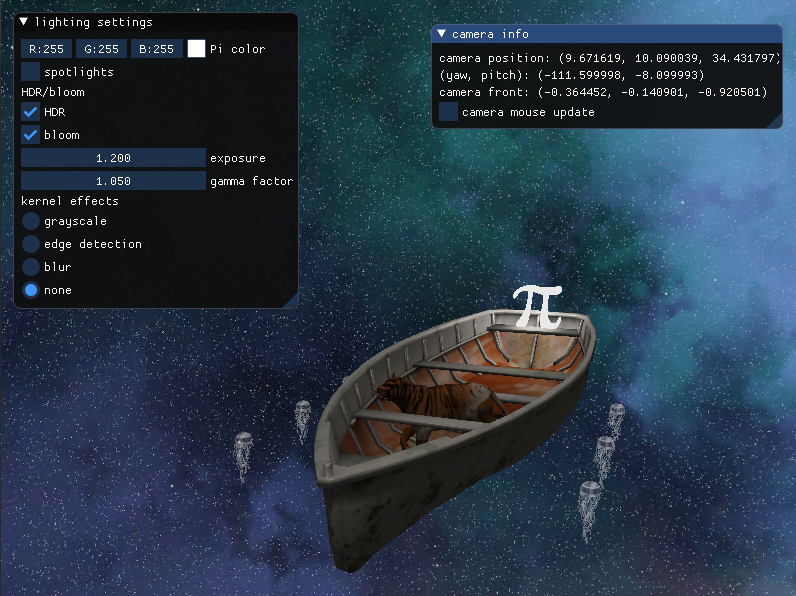 lighting settings
R:255 G:255 B:255 Pi color
spotlights
HDR/bloom
HDR
bloom
1.200 exposure
1.050 gamma factor
kernel effects
grayscale
edge detection
blur
none
camera info
camera position: (9.671619, 10.090039, 34.431797)
(yaw, pitch): (-111.599998, -8.099993)
camera front: (-0.364452, -0.140901, -0.920501)
camera mouse update
π